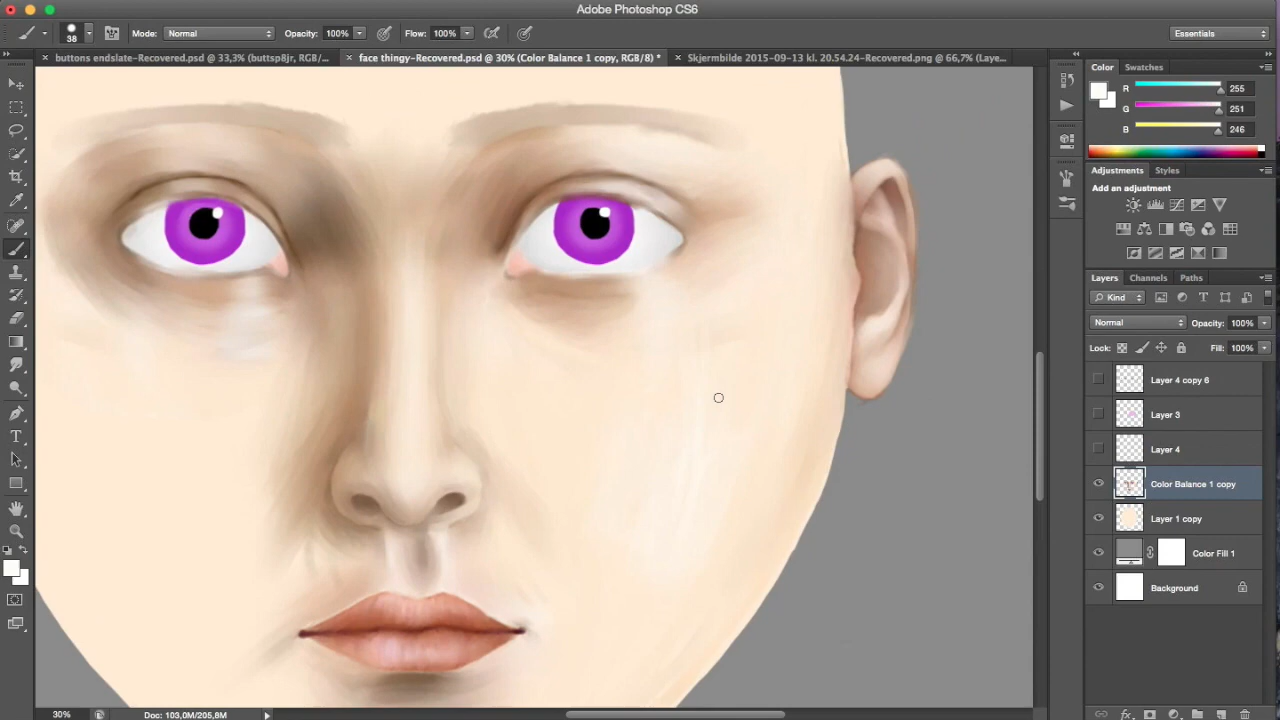 Adobe Photoshop CS6
38 Mode: Normal Opacity: 100% Flow: 100% Essentials
buttons endslate-Recovered.psd @ 33,3% (buttsp8jr, RGB/... face thingy-Recovered.psd @ 30% (Color Balance 1 copy, RGB/8) * Skjermbilde 2015-09-13 kl. 20.54.24-Recovered.png @ 66,7% (Laye...
Color Swatches
R 255
G 251
B 246
Adjustments Styles
Add an adjustment
Layers Channels Paths
Kind
Normal Opacity: 100%
Lock: Fill: 100%
Layer 4 copy 6
Layer 3
Layer 4
Color Balance 1 copy
Layer 1 copy
Color Fill 1
Background
30% Doc: 103,0M/205,8M